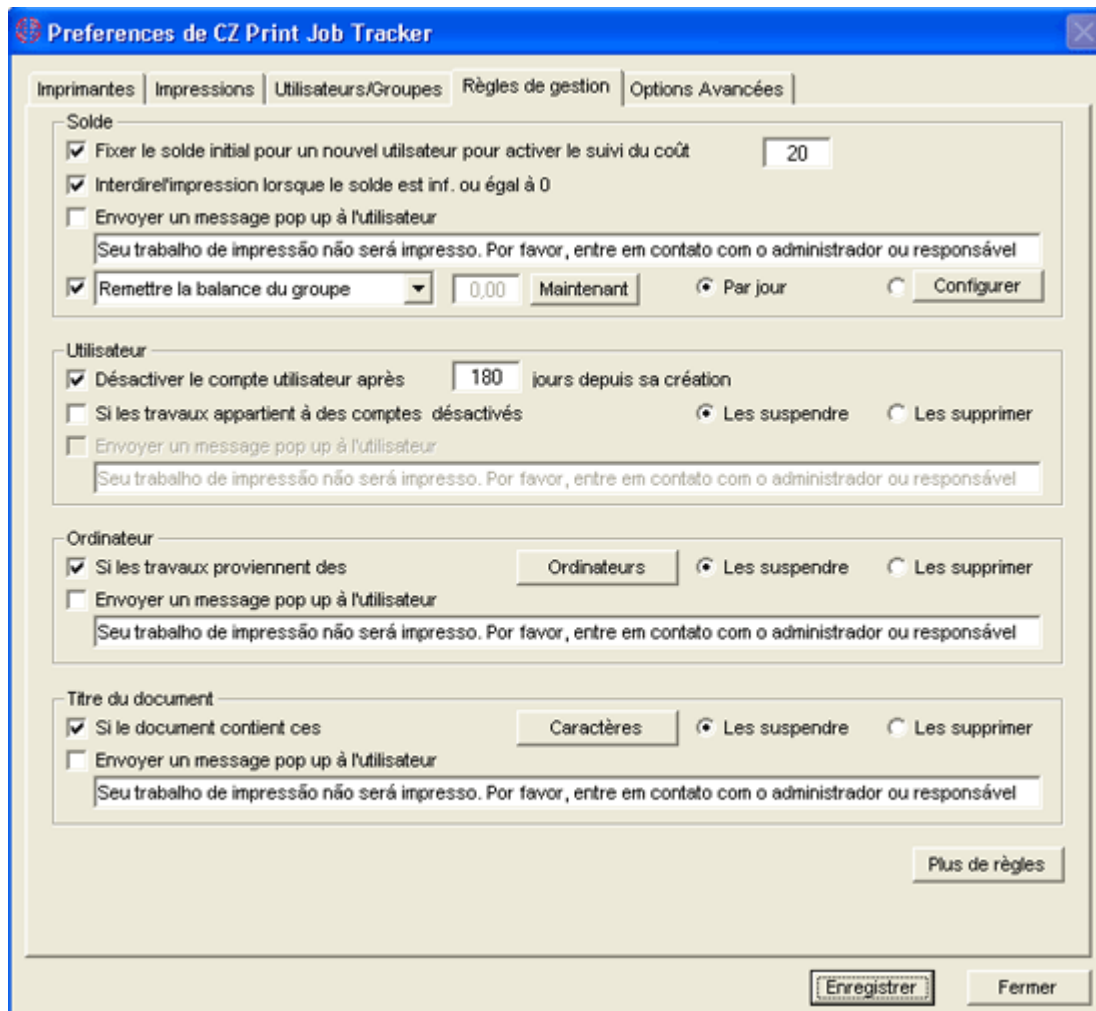 Preferences de CZ Print Job Tracker
Imprimantes Impressions Utilisateurs/Groupes Règles de gestion Options Avancées
Solde
Fixer le solde initial pour un nouvel utilsateur pour activer le suivi du coût 20
Interdirel'impression lorsque le solde est inf. ou égal à 0
Envoyer un message pop up à l'utilisateur
Seu trabalho de impressão não será impresso. Por favor, entre em contato com o administrador ou responsável
Remettre la balance du groupe 0,00 Maintenant Par jour Configurer
Utilisateur
Désactiver le compte utilisateur après 180 jours depuis sa création
Si les travaux appartient à des comptes désactivés Les suspendre Les supprimer
Envoyer un message pop up à l'utilisateur
Seu trabalho de impressão não será impresso. Por favor, entre em contato com o administrador ou responsável
Ordinateur
Si les travaux proviennent des Ordinateurs Les suspendre Les supprimer
Envoyer un message pop up à l'utilisateur
Seu trabalho de impressão não será impresso. Por favor, entre em contato com o administrador ou responsável
Titre du document
Si le document contient ces Caractères Les suspendre Les supprimer
Envoyer un message pop up à l'utilisateur
Seu trabalho de impressão não será impresso. Por favor, entre em contato com o administrador ou responsável
Plus de règles
Enregistrer Fermer